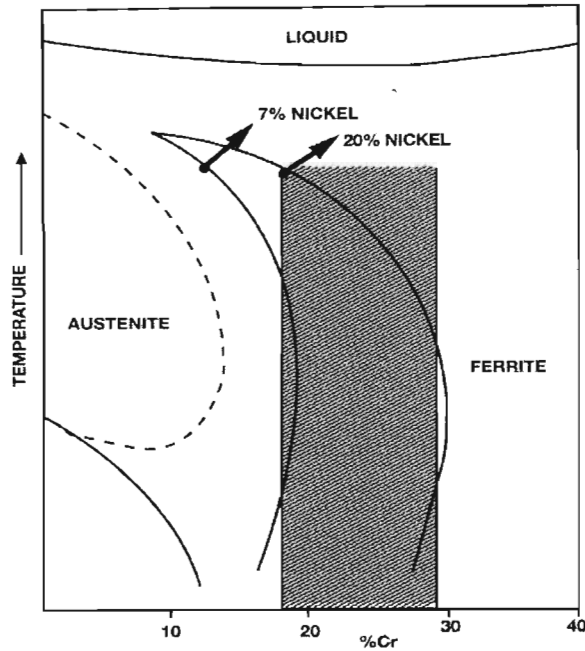 LIQUID
7% NICKEL
20% NICKEL
TEMPERATURE
AUSTENITE
FERRITE
10
20
30
40
%Cr